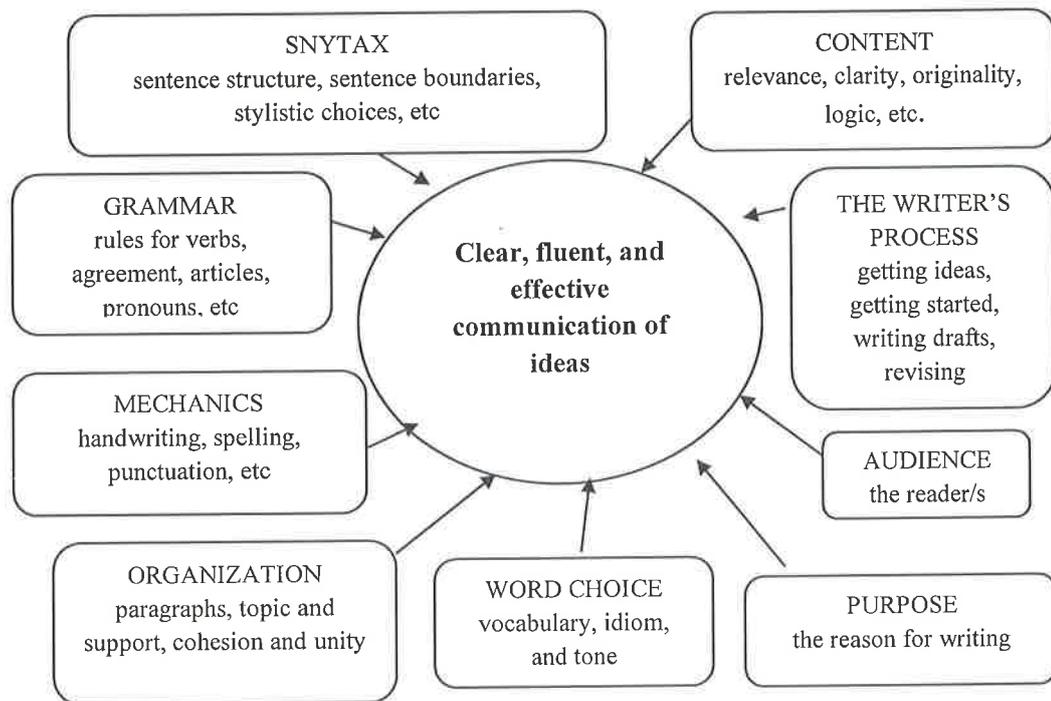 SNYTAX
sentence structure, sentence boundaries,
stylistic choices, etc
CONTENT
relevance, clarity, originality,
logic, etc.
GRAMMAR
rules for verbs,
agreement, articles,
pronouns, etc
Clear, fluent, and
effective
communication of
ideas
THE WRITER'S
PROCESS
getting ideas,
getting started,
writing drafts,
revising
MECHANICS
handwriting, spelling,
punctuation, etc
AUDIENCE
the reader/s
ORGANIZATION
paragraphs, topic and
support, cohesion and unity
WORD CHOICE
vocabulary, idiom,
and tone
PURPOSE
the reason for writing